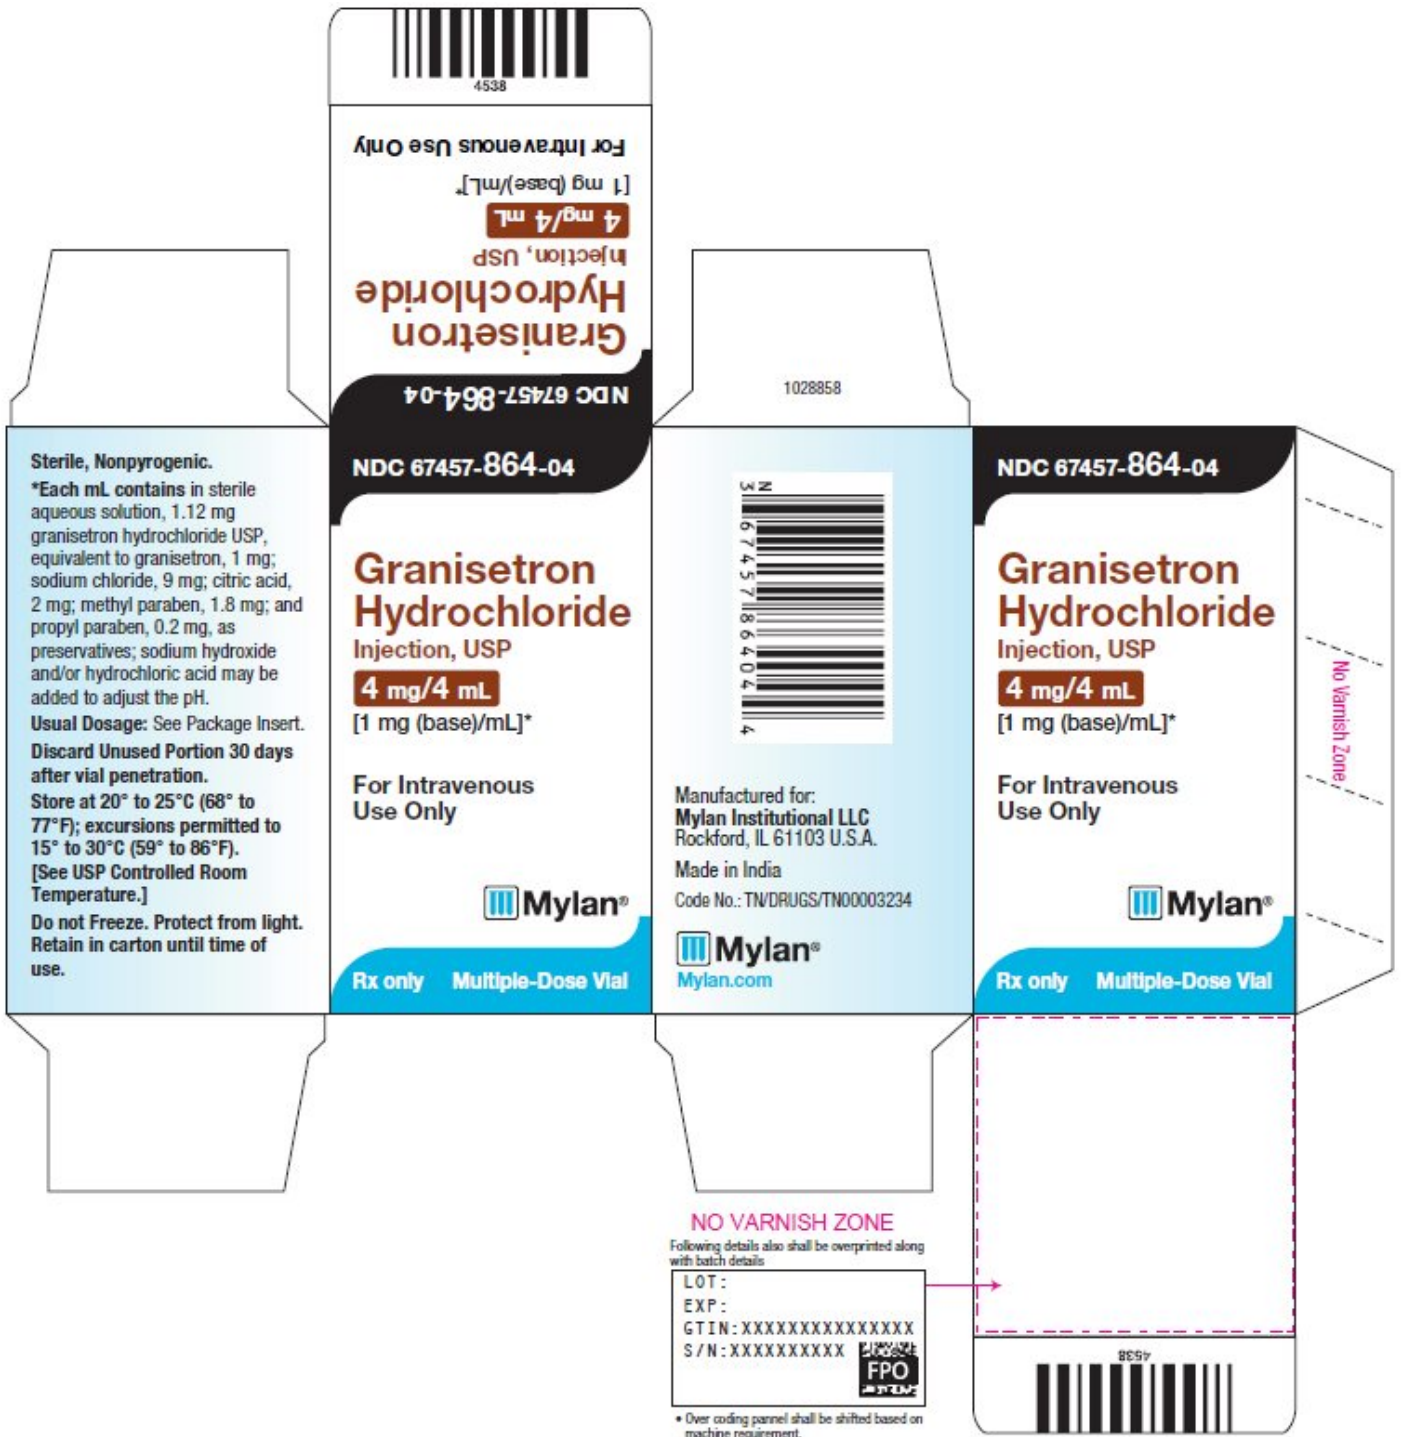 4538
For Intravenous Use Only
[1 mg (base)/mL]*
4 mg/4 mL
Injection, USP
Hydrochloride
Granisetron
NDC 67457-864-04
1028858
Sterile, Nonpyrogenic.
*Each mL contains in sterile
aqueous solution, 1.12 mg
granisetron hydrochloride USP,
equivalent to granisetron, 1 mg;
sodium chloride, 9 mg; citric acid,
2 mg; methyl paraben, 1.8 mg; and
propyl paraben, 0.2 mg, as
preservatives; sodium hydroxide
and/or hydrochloric acid may be
added to adjust the pH.
Usual Dosage: See Package Insert.
Discard Unused Portion 30 days
after vial penetration.
Store at 20° to 25°C (68° to
77°F); excursions permitted to
15° to 30°C (59° to 86°F).
[See USP Controlled Room
Temperature.]
Do not Freeze. Protect from light.
Retain in carton until time of
use.
NDC 67457-864-04
Granisetron
Hydrochloride
Injection, USP
4 mg/4 mL
[1 mg (base)/mL]*
For Intravenous
Use Only
Mylan®
Rx only Multiple-Dose Vial
N
3 67457 86404 4
Manufactured for:
Mylan Institutional LLC
Rockford, IL 61103 U.S.A.
Made in India
Code No.: TN/DRUGS/TN00003234
Mylan®
Mylan.com
NDC 67457-864-04
Granisetron
Hydrochloride
Injection, USP
4 mg/4 mL
[1 mg (base)/mL]*
For Intravenous
Use Only
Mylan®
Rx only Multiple-Dose Vial
No Varnish Zone
NO VARNISH ZONE
Following details also shall be overprinted along
with batch details
LOT:
EXP:
GTIN:XXXXXXXXXXXXXXX
S/N:XXXXXXXXXX
FPO
• Over coding pannel shall be shifted based on
machine requirement.
4538